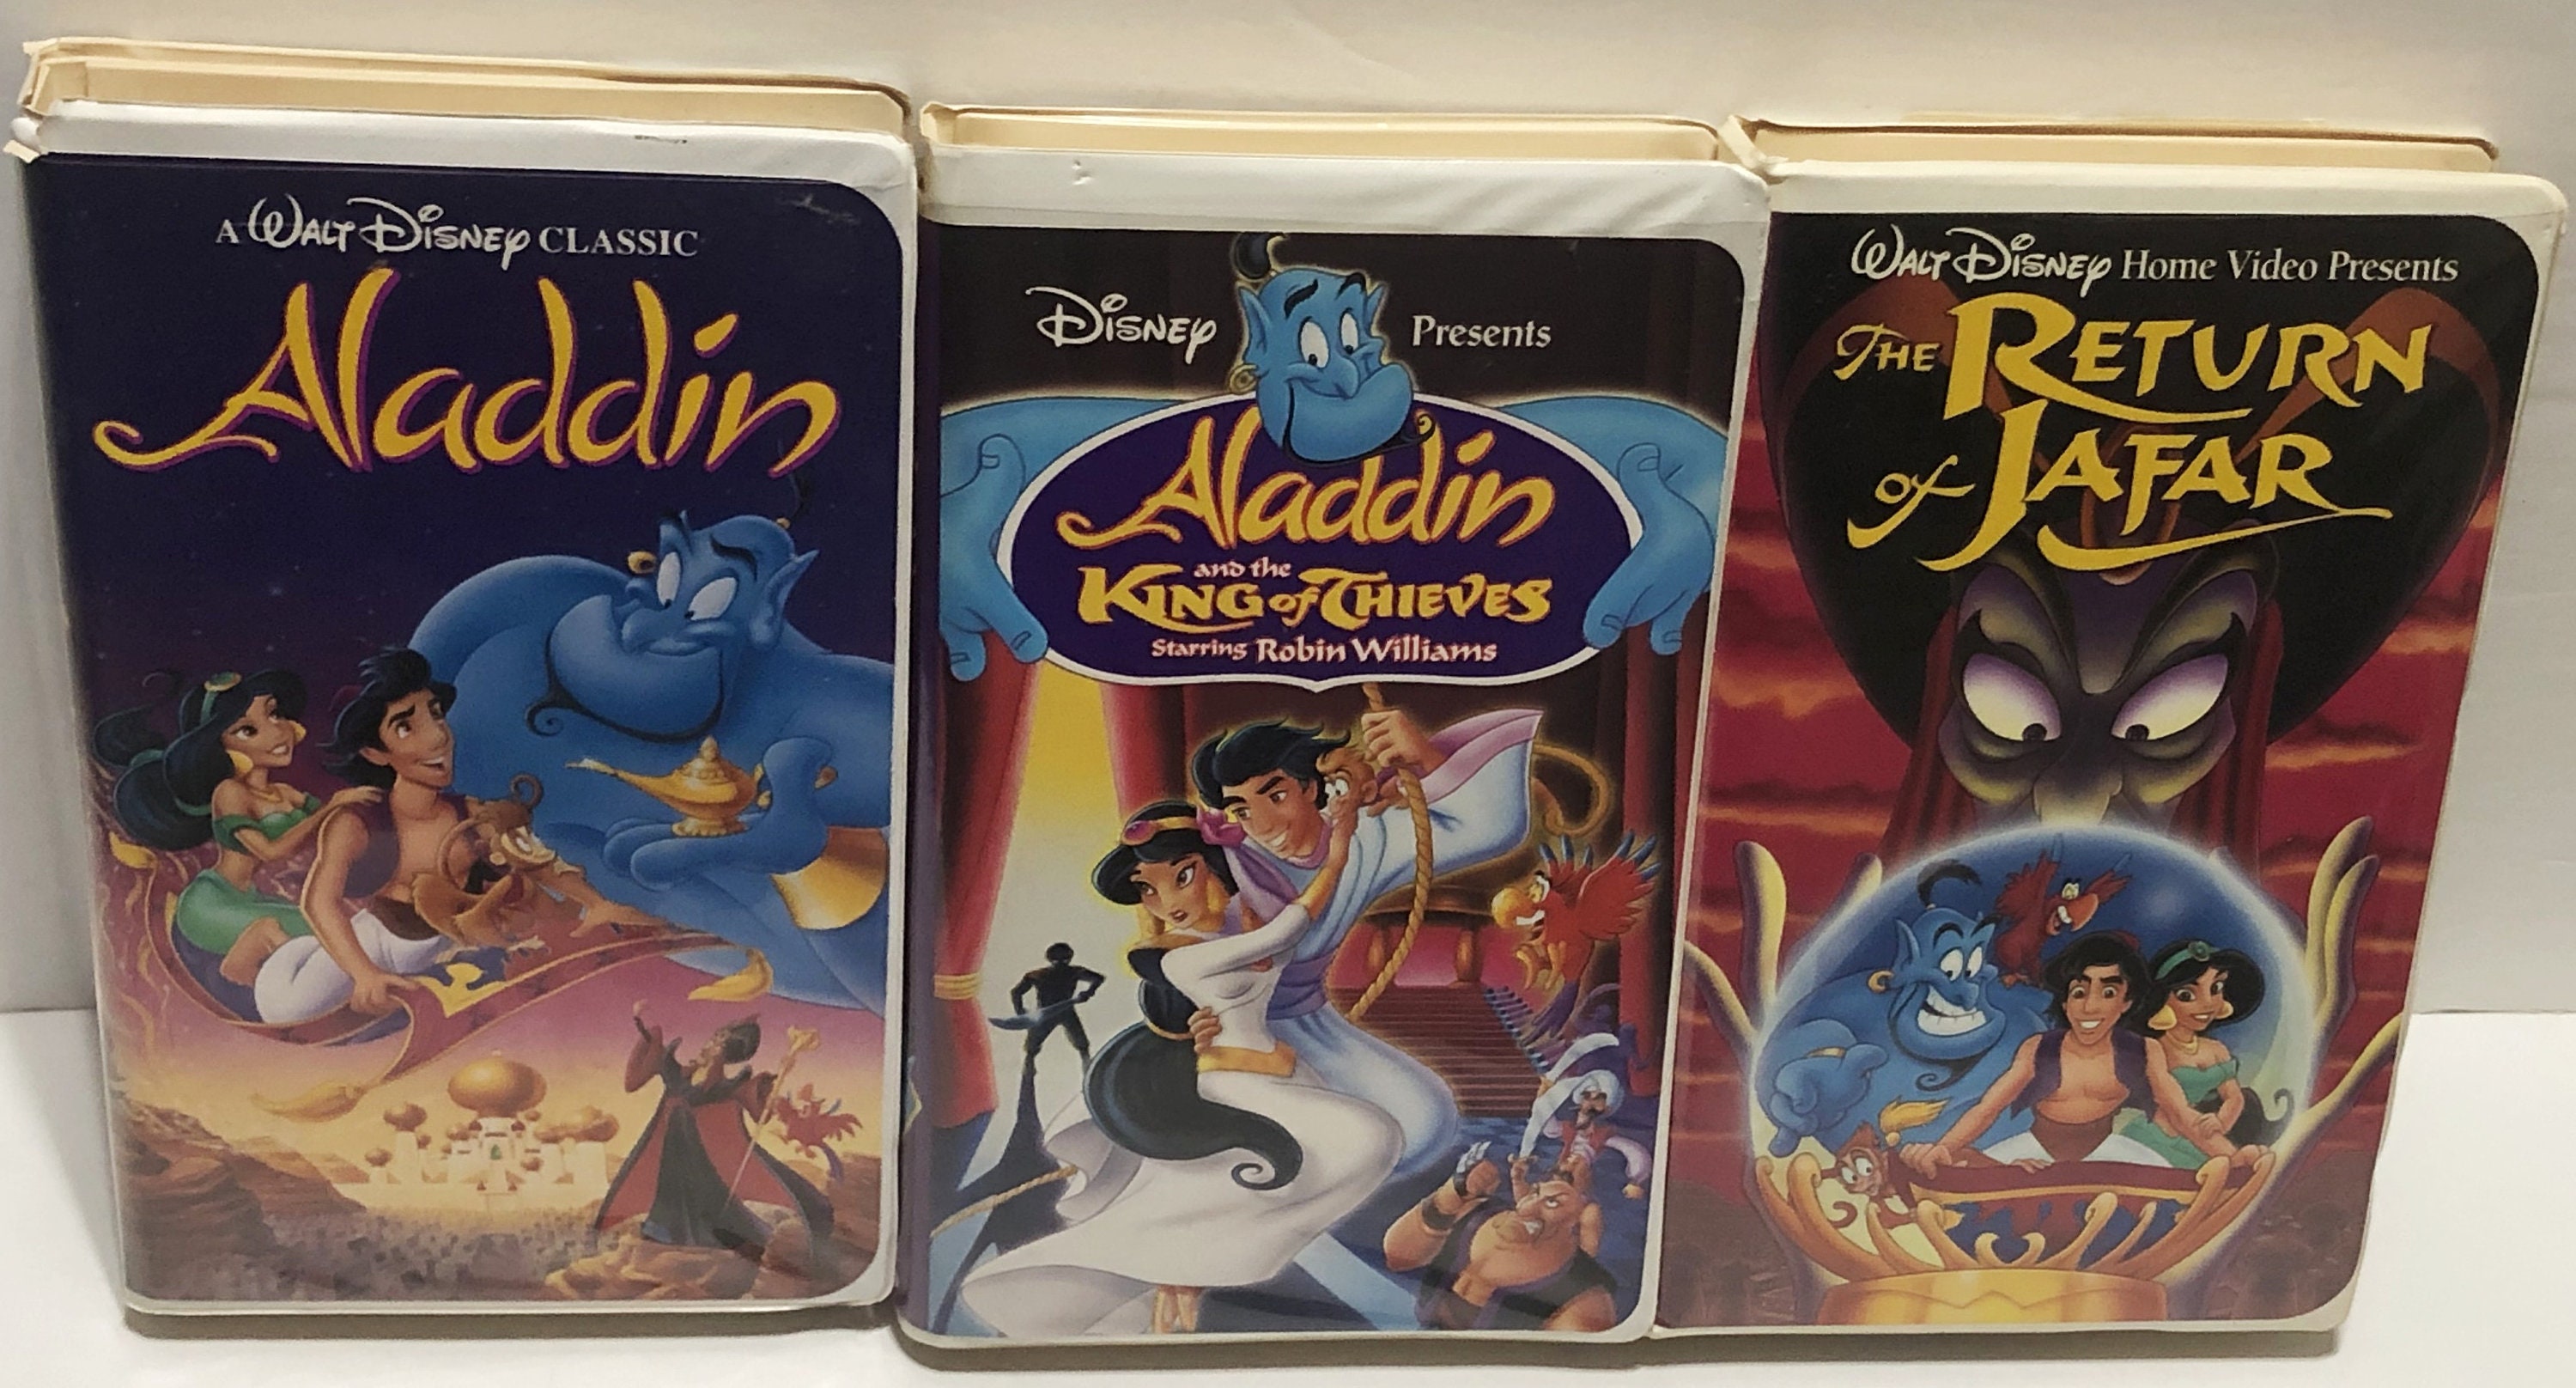 A WALT DISNEY CLASSIC
Aladdin
DISNEY Presents
Aladdin
and the
KING of THIEVES
Starring Robin Williams
WALT DISNEY Home Video Presents
THE RETURN
of JAFAR